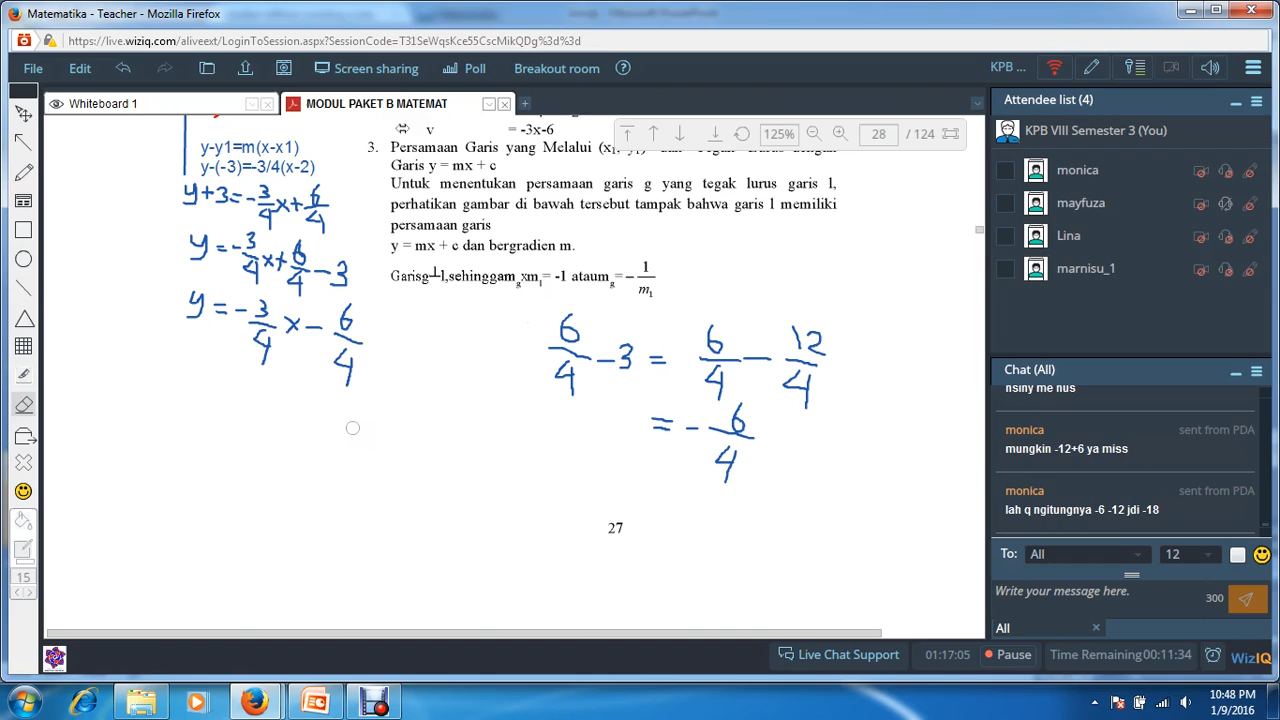 Matematika - Teacher - Mozilla Firefox
https://live.wiziq.com/aliveext/LoginToSession.aspx?SessionCode=T31SeWqsKce55CscMikQDg%3d%3d
File Edit Screen sharing Poll Breakout room ? KPB ...
Whiteboard 1 MODUL PAKET B MATEMAT
125% 28 / 124
Attendee list (4)
KPB VIII Semester 3 (You)
monica
mayfuza
Lina
marnisu_1
y-y1=m(x-x1)
y-(-3)=-3/4(x-2)
y+3=-3/4x+6/4
y=-3/4x+6/4-3
y=-3/4x-6/4
⇔ y = -3x-6
3. Persamaan Garis yang Melalui (x1, y1) dan Tegak Lurus dengan
Garis y = mx + c
Untuk menentukan persamaan garis g yang tegak lurus garis l,
perhatikan gambar di bawah tersebut tampak bahwa garis l memiliki
persamaan garis
y = mx + c dan bergradien m.
Garisg┴l,sehinggamgxml= -1 ataumg= -1/m1
6/4-3 = 6/4 - 12/4
= -6/4
27
Chat (All)
nsiny me nus
monica sent from PDA
mungkin -12+6 ya miss
monica sent from PDA
lah q ngitungnya -6 -12 jdi -18
To: All 12
Write your message here. 300
All
15
Live Chat Support 01:17:05 Pause Time Remaining 00:11:34 WizIQ
10:48 PM
1/9/2016